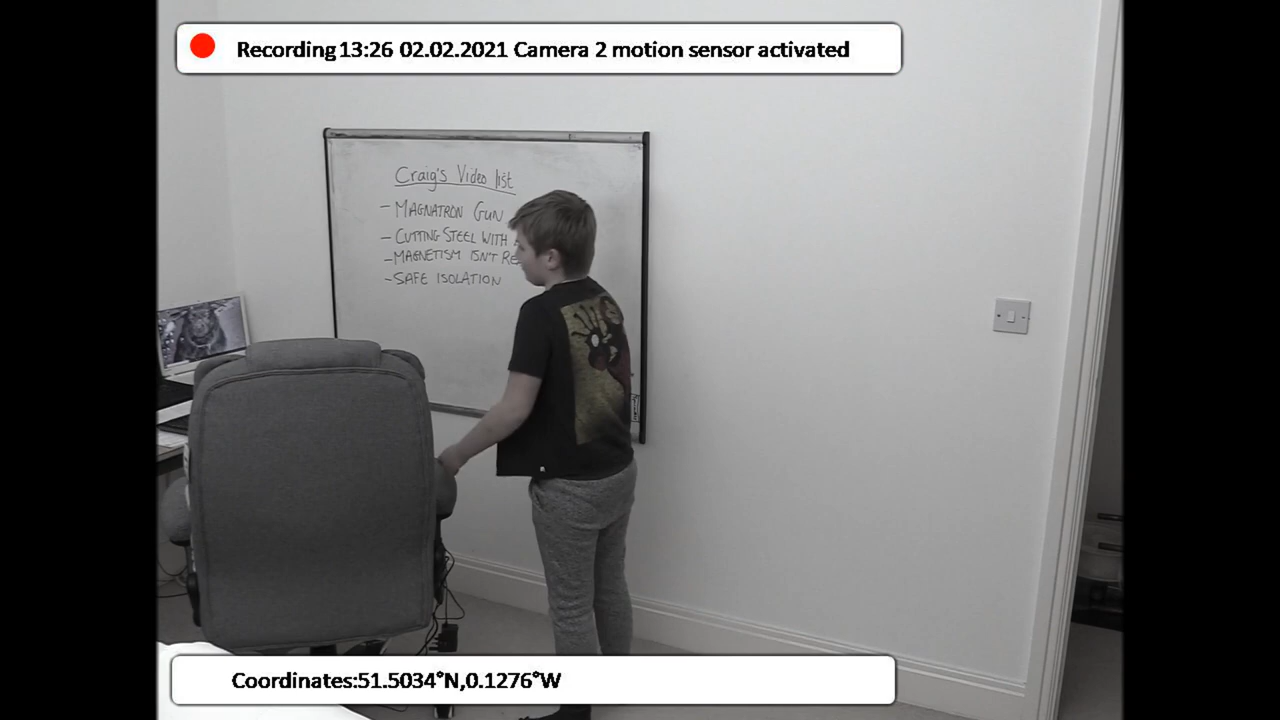 Recording 13:26 02.02.2021 Camera 2 motion sensor activated
Craig's Video list
- MAGNATRON GUN
- CUTTING STEEL WITH
- MAGNETISM ISN'T RE
- SAFE ISOLATION
Coordinates:51.5034°N,0.1276°W